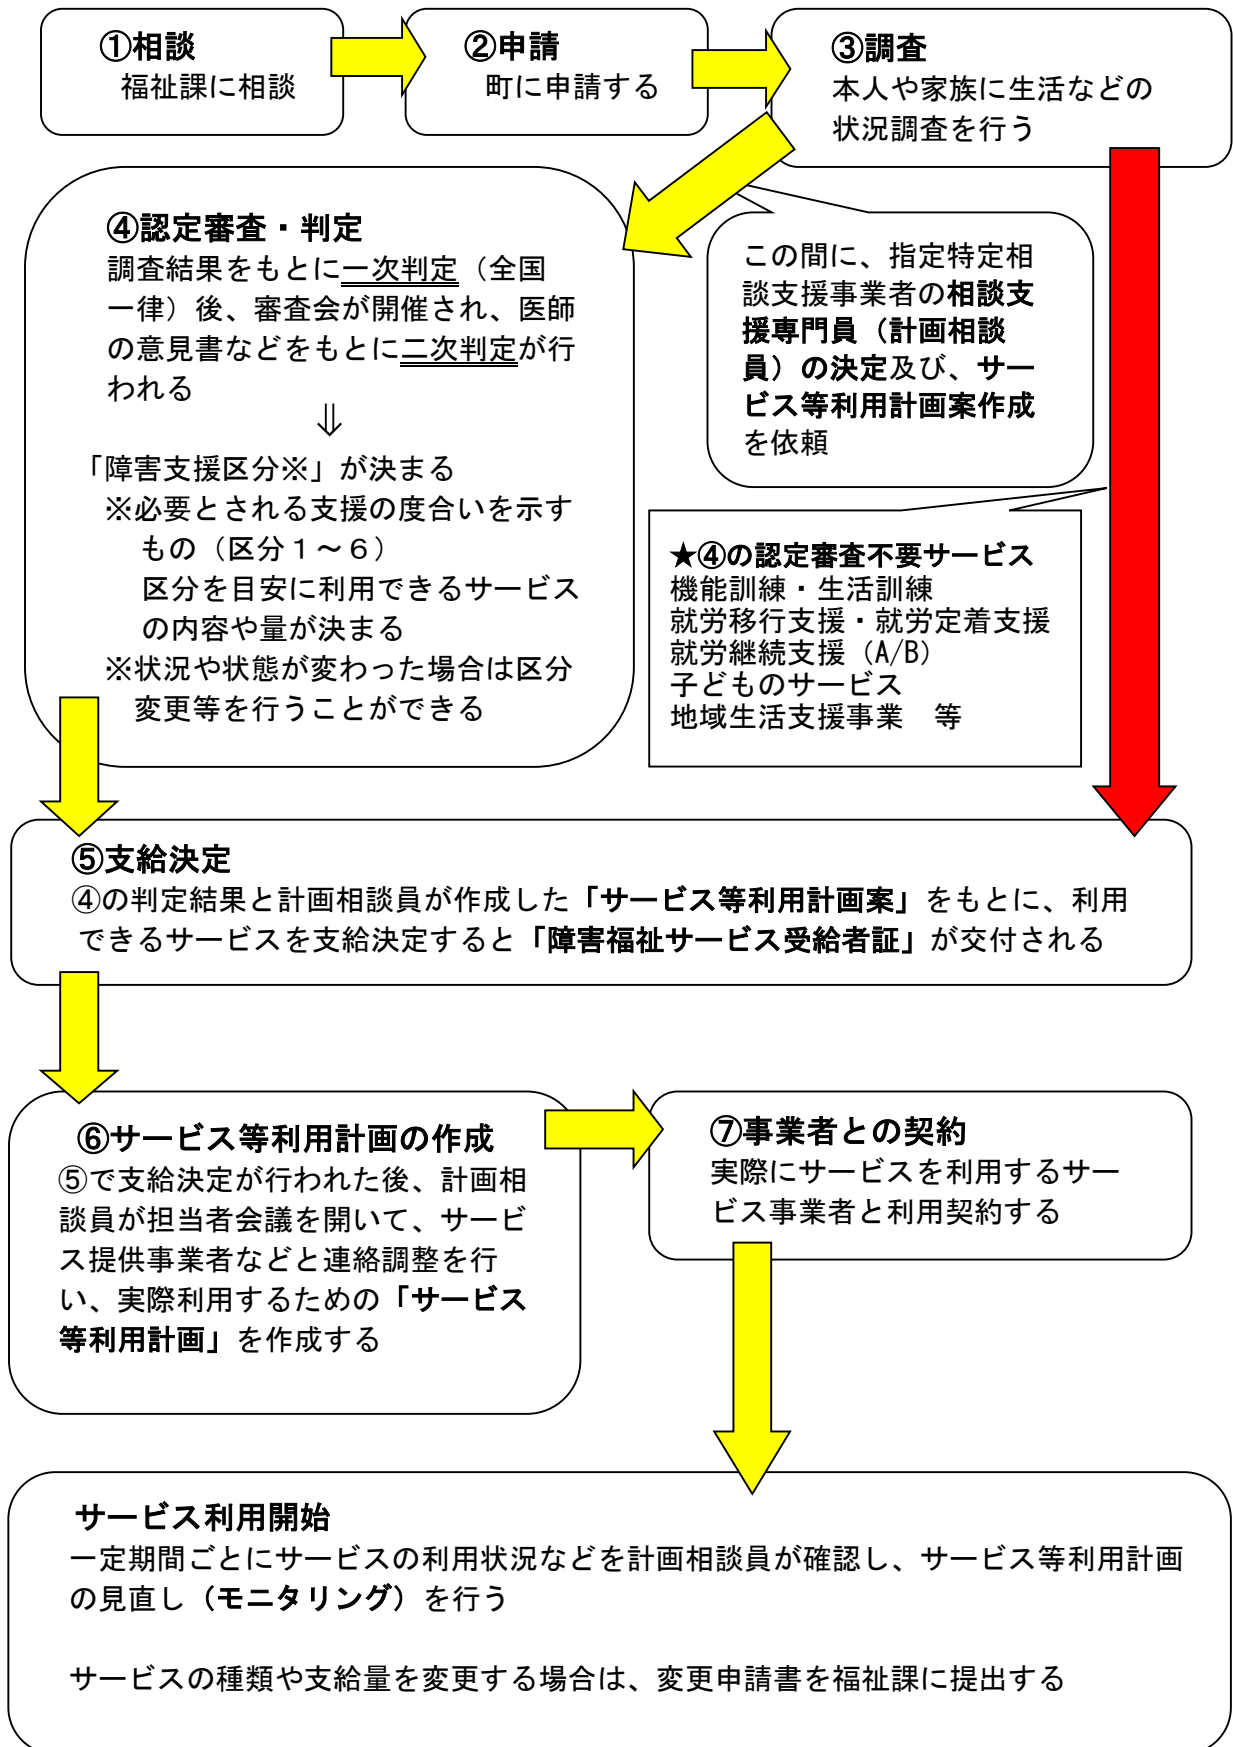 ①相談
福祉課に相談
②申請
町に申請する
③調査
本人や家族に生活などの
状況調査を行う
④認定審査・判定
調査結果をもとに一次判定（全国
一律）後、審査会が開催され、医師
の意見書などをもとに二次判定が行
われる
⇓
「障害支援区分※」が決まる
※必要とされる支援の度合いを示す
もの（区分１～６）
区分を目安に利用できるサービス
の内容や量が決まる
※状況や状態が変わった場合は区分
変更等を行うことができる
この間に、指定特定相
談支援事業者の相談支
援専門員（計画相談
員）の決定及び、サー
ビス等利用計画案作成
を依頼
★④の認定審査不要サービス
機能訓練・生活訓練
就労移行支援・就労定着支援
就労継続支援（A/B）
子どものサービス
地域生活支援事業　等
⑤支給決定
④の判定結果と計画相談員が作成した「サービス等利用計画案」をもとに、利用
できるサービスを支給決定すると「障害福祉サービス受給者証」が交付される
⑥サービス等利用計画の作成
⑤で支給決定が行われた後、計画相
談員が担当者会議を開いて、サービ
ス提供事業者などと連絡調整を行
い、実際利用するための「サービス
等利用計画」を作成する
⑦事業者との契約
実際にサービスを利用するサー
ビス事業者と利用契約する
サービス利用開始
一定期間ごとにサービスの利用状況などを計画相談員が確認し、サービス等利用計画
の見直し（モニタリング）を行う
サービスの種類や支給量を変更する場合は、変更申請書を福祉課に提出する